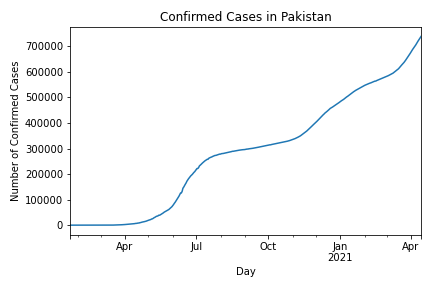 Confirmed Cases in Pakistan
700000
600000
500000
400000
300000
200000
100000
0
Number of Confirmed Cases
Apr Jul Oct Jan Apr
2021
Day